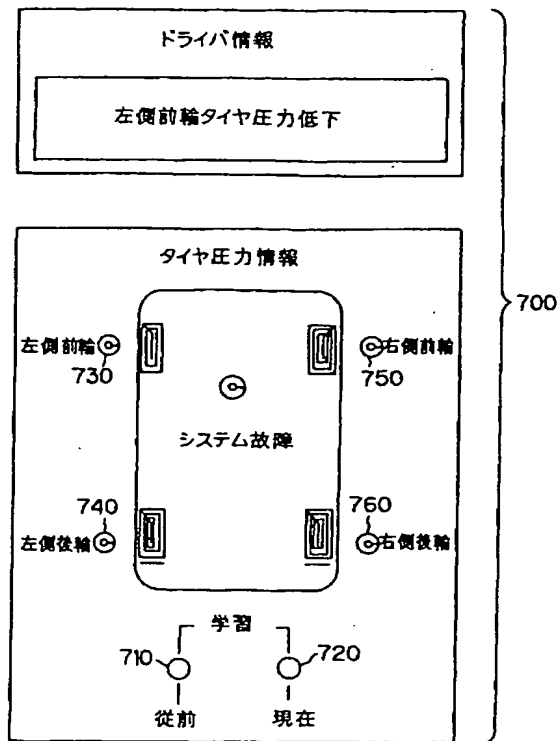 ドライバ情報
左側前輪タイヤ圧力低下
タイヤ圧力情報
700
左側前輪
730
右側前輪
750
システム故障
740
左側後輪
760
右側後輪
学習
710
720
従前
現在